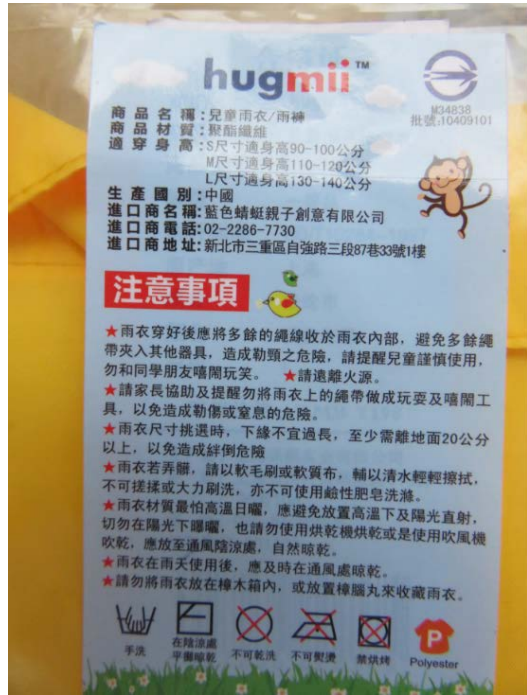 hugmii™
M34838
批號:10409101
商品名稱:兒童雨衣/雨褲
商品材質:聚酯纖維
適穿身高:S尺寸適身高90-100公分
M尺寸適身高110-120公分
L尺寸適身高130-140公分
生產國別:中國
進口商名稱:藍色蜻蜓親子創意有限公司
進口商電話:02-2286-7730
進口商地址:新北市三重區自強路三段87巷33號1樓
注意事項
★雨衣穿好後應將多餘的繩線收於雨衣內部,避免多餘繩
帶夾入其他器具,造成勒頸之危險,請提醒兒童謹慎使用,
勿和同學朋友嘻鬧玩笑。 ★請遠離火源。
★請家長協助及提醒勿將雨衣上的繩帶做成玩耍及嘻鬧工
具,以免造成勒傷或窒息的危險。
★雨衣尺寸挑選時,下緣不宜過長,至少需離地面20公分
以上,以免造成絆倒危險
★雨衣若弄髒,請以軟毛刷或軟質布,輔以清水輕輕擦拭,
不可搓揉或大力刷洗,亦不可使用鹼性肥皂洗滌。
★雨衣材質最怕高溫日曬,應避免放置高溫下及陽光直射,
切勿在陽光下曝曬,也請勿使用烘乾機烘乾或是使用吹風機
吹乾,應放至通風陰涼處,自然晾乾。
★雨衣在雨天使用後,應及時在通風處晾乾。
★請勿將雨衣放在樟木箱內,或放置樟腦丸來收藏雨衣。
P
手洗
在陰涼處
平攤晾乾
不可乾洗
不可熨燙
禁烘烤
Polyester